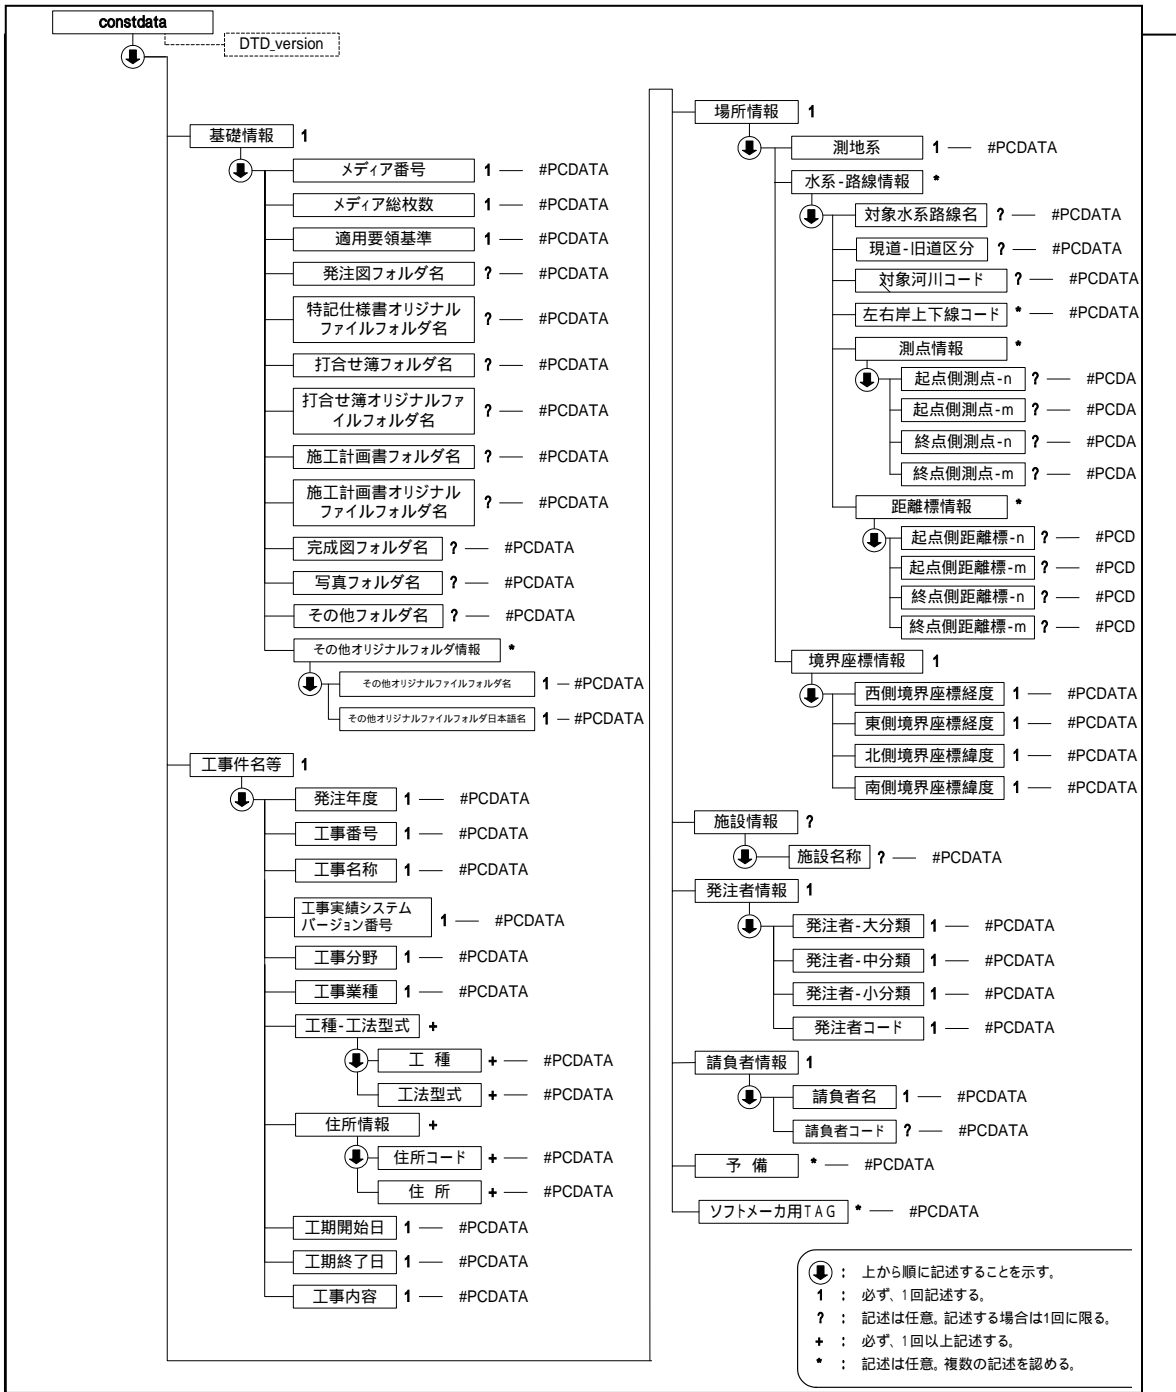 constdata
DTD_version
基礎情報 1
メディア番号 1 #PCDATA
メディア総枚数 1 #PCDATA
適用要領基準 1 #PCDATA
発注図フォルダ名 ? #PCDATA
特記仕様書オリジナル
ファイルフォルダ名 ? #PCDATA
打合せ簿フォルダ名 ? #PCDATA
打合せ簿オリジナルファ
イルフォルダ名 ? #PCDATA
施工計画書フォルダ名 ? #PCDATA
施工計画書オリジナル
ファイルフォルダ名 ? #PCDATA
完成図フォルダ名 ? #PCDATA
写真フォルダ名 ? #PCDATA
その他フォルダ名 ? #PCDATA
その他オリジナルフォルダ情報 *
その他オリジナルファイルフォルダ名 1 #PCDATA
その他オリジナルファイルフォルダ日本語名 1 #PCDATA
工事件名等 1
発注年度 1 #PCDATA
工事番号 1 #PCDATA
工事名称 1 #PCDATA
工事実績システム
バージョン番号 1 #PCDATA
工事分野 1 #PCDATA
工事業種 1 #PCDATA
工種-工法型式 +
工 種 + #PCDATA
工法型式 + #PCDATA
住所情報 +
住所コード + #PCDATA
住 所 + #PCDATA
工期開始日 1 #PCDATA
工期終了日 1 #PCDATA
工事内容 1 #PCDATA
場所情報 1
測地系 1 #PCDATA
水系-路線情報 *
対象水系路線名 ? #PCDATA
現道-旧道区分 ? #PCDATA
対象河川コード ? #PCDATA
左右岸上下線コード * #PCDATA
測点情報 *
起点側測点-n ? #PCDA
起点側測点-m ? #PCDA
終点側測点-n ? #PCDA
終点側測点-m ? #PCDA
距離標情報 *
起点側距離標-n ? #PCD
起点側距離標-m ? #PCD
終点側距離標-n ? #PCD
終点側距離標-m ? #PCD
境界座標情報 1
西側境界座標経度 1 #PCDATA
東側境界座標経度 1 #PCDATA
北側境界座標緯度 1 #PCDATA
南側境界座標緯度 1 #PCDATA
施設情報 ?
施設名称 ? #PCDATA
発注者情報 1
発注者-大分類 1 #PCDATA
発注者-中分類 1 #PCDATA
発注者-小分類 1 #PCDATA
発注者コード 1 #PCDATA
請負者情報 1
請負者名 1 #PCDATA
請負者コード ? #PCDATA
予 備 * #PCDATA
ソフトメーカ用TAG * #PCDATA
： 上から順に記述することを示す。
1 ： 必ず、1回記述する。
? ： 記述は任意。記述する場合は1回に限る。
+ ： 必ず、1回以上記述する。
* ： 記述は任意。複数の記述を認める。